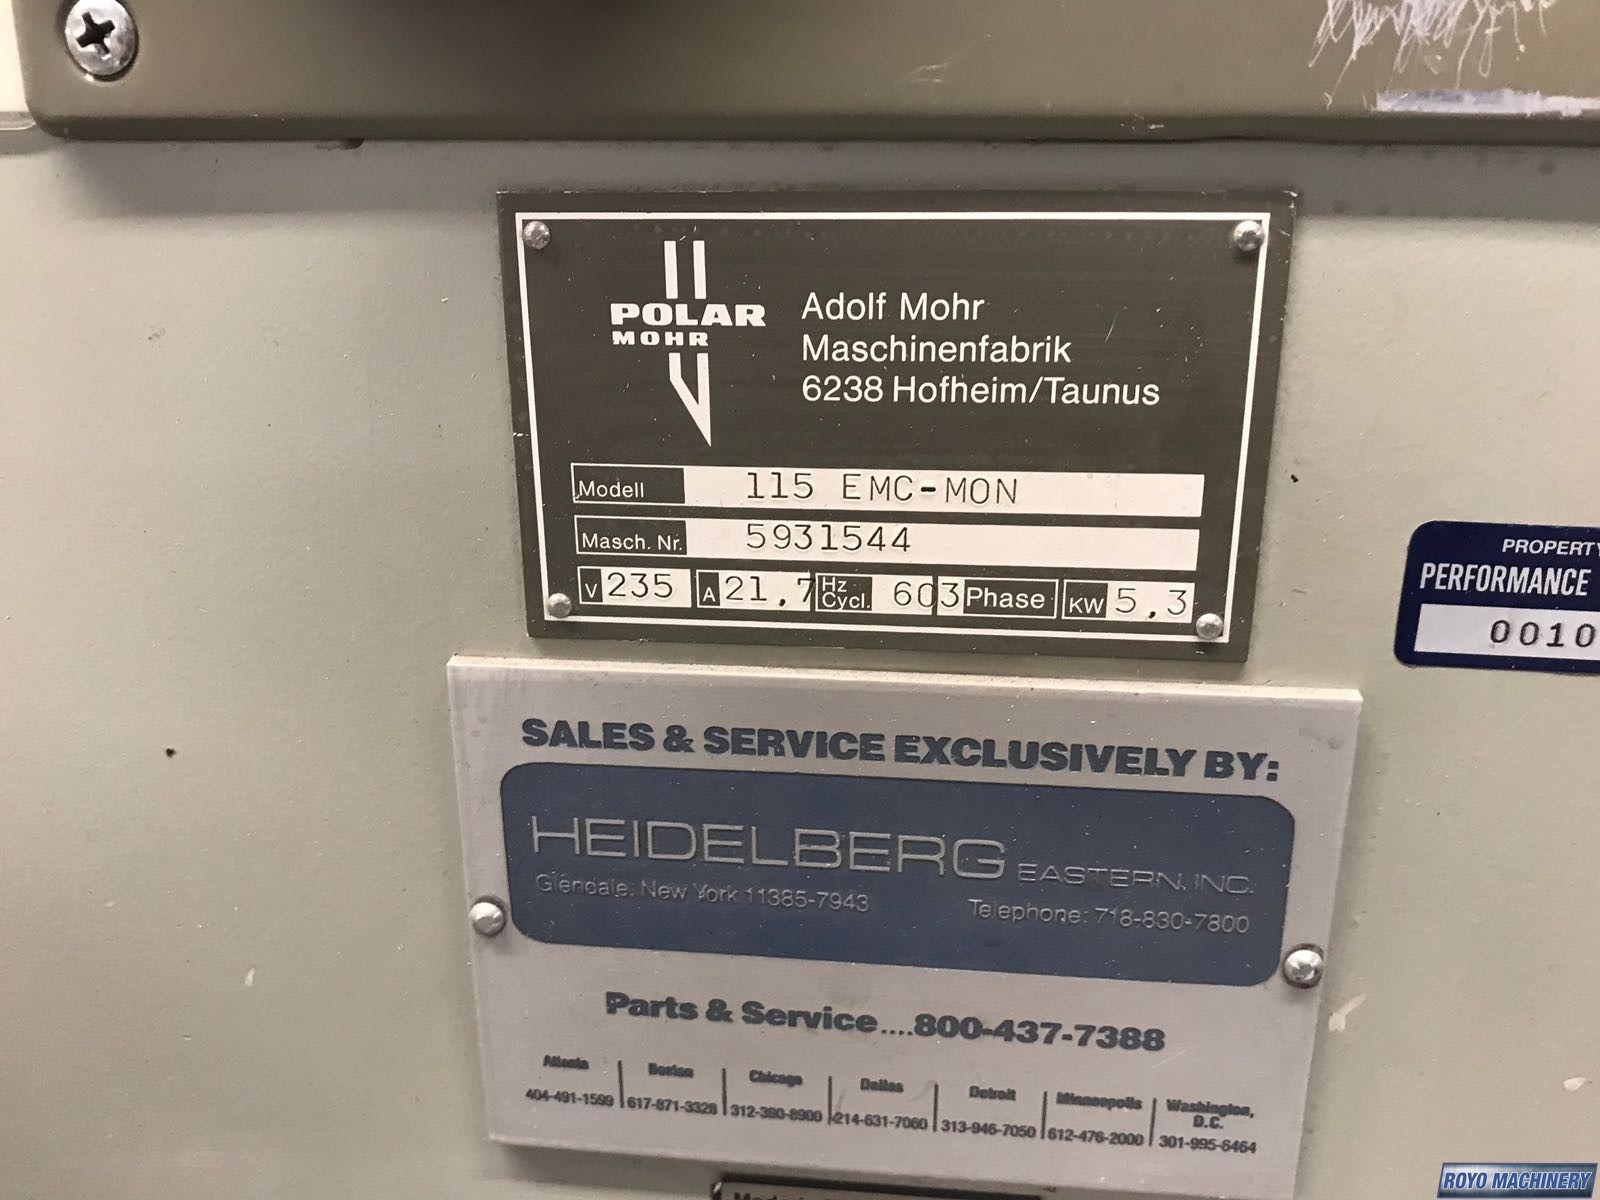 POLAR
MOHR
Adolf Mohr
Maschinenfabrik
6238 Hofheim/Taunus
Modell 115 EMC-MON
Masch. Nr. 5931544
V 235 A 21,7 Hz Cycl. 603 Phase KW 5,3
PROPERTY
PERFORMANCE
0010
SALES & SERVICE EXCLUSIVELY BY:
HEIDELBERG EASTERN, INC.
Glendale, New York 11385-7943 Telephone: 718-830-7800
Parts & Service....800-437-7388
Atlanta
404-491-1599
Boston
617-871-3328
Chicago
312-390-8900
Dallas
214-631-7060
Detroit
313-946-7050
Minneapolis
612-476-2000
Washington,
D.C.
301-995-6464
ROYO MACHINERY